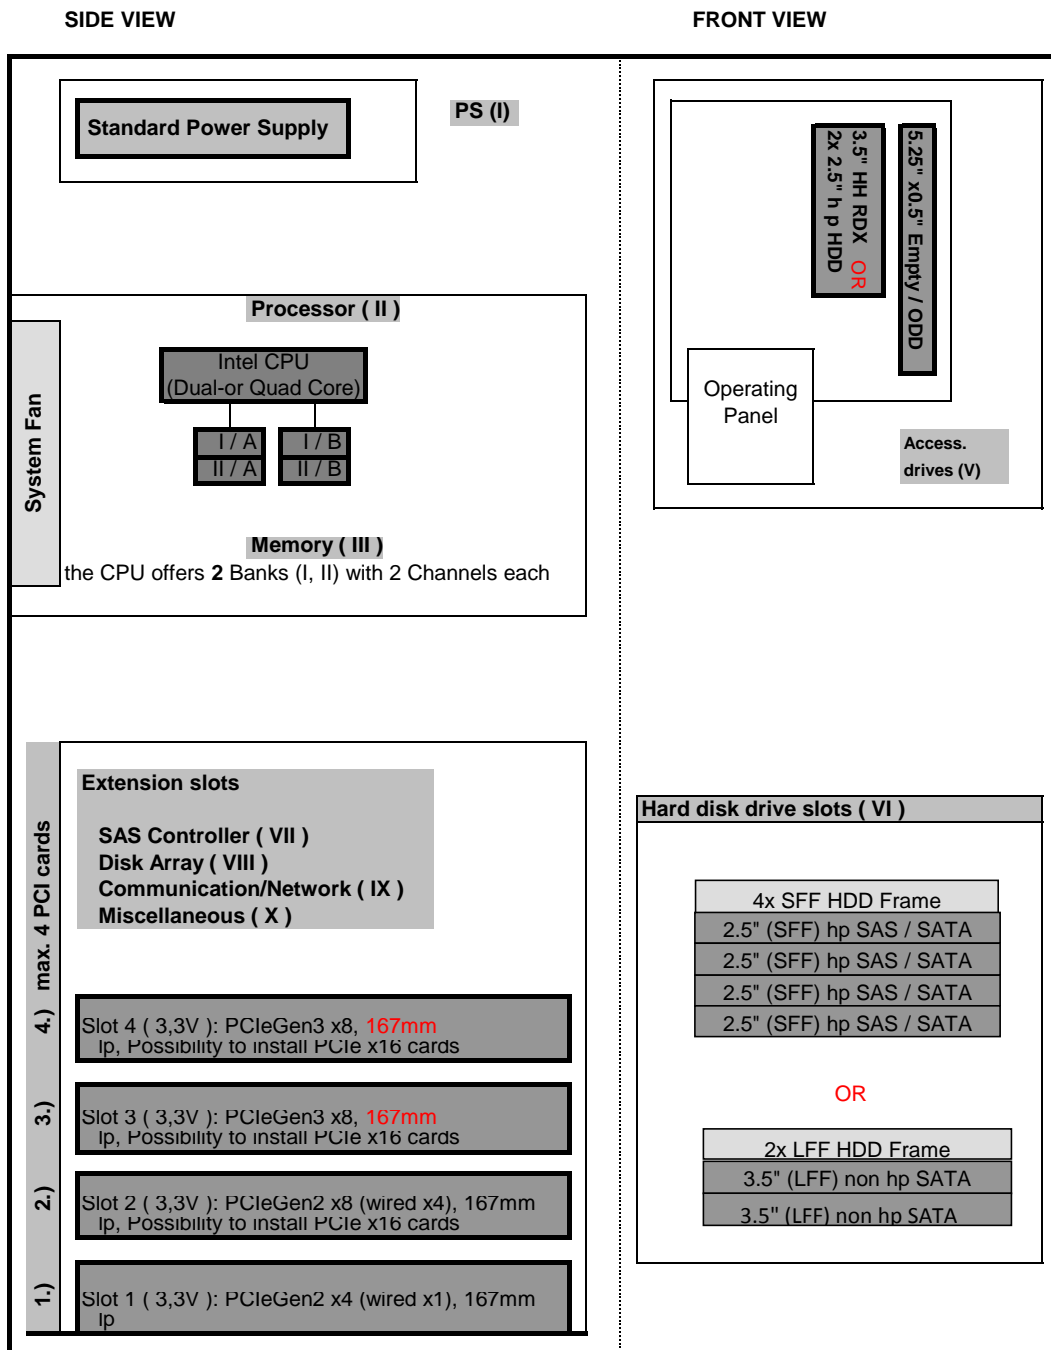 SIDE VIEW
FRONT VIEW
Standard Power Supply
PS (I)
Processor ( II )
Intel CPU
(Dual-or Quad Core)
I / A
I / B
II / A
II / B
System Fan
Memory ( III )
the CPU offers 2 Banks (I, II) with 2 Channels each
max. 4 PCI cards
Extension slots
SAS Controller ( VII )
Disk Array ( VIII )
Communication/Network ( IX )
Miscellaneous ( X )
4.)
Slot 4 ( 3,3V ): PCIeGen3 x8, 167mm
lp, Possibility to install PCIe x16 cards
3.)
Slot 3 ( 3,3V ): PCIeGen3 x8, 167mm
lp, Possibility to install PCIe x16 cards
2.)
Slot 2 ( 3,3V ): PCIeGen2 x8 (wired x4), 167mm
lp, Possibility to install PCIe x16 cards
1.)
Slot 1 ( 3,3V ): PCIeGen2 x4 (wired x1), 167mm
lp
3.5" HH RDX OR
2x 2.5" h p HDD
5.25" x0.5" Empty / ODD
Operating
Panel
Access.
drives (V)
Hard disk drive slots ( VI )
4x SFF HDD Frame
2.5" (SFF) hp SAS / SATA
2.5" (SFF) hp SAS / SATA
2.5" (SFF) hp SAS / SATA
2.5" (SFF) hp SAS / SATA
OR
2x LFF HDD Frame
3.5" (LFF) non hp SATA
3.5" (LFF) non hp SATA